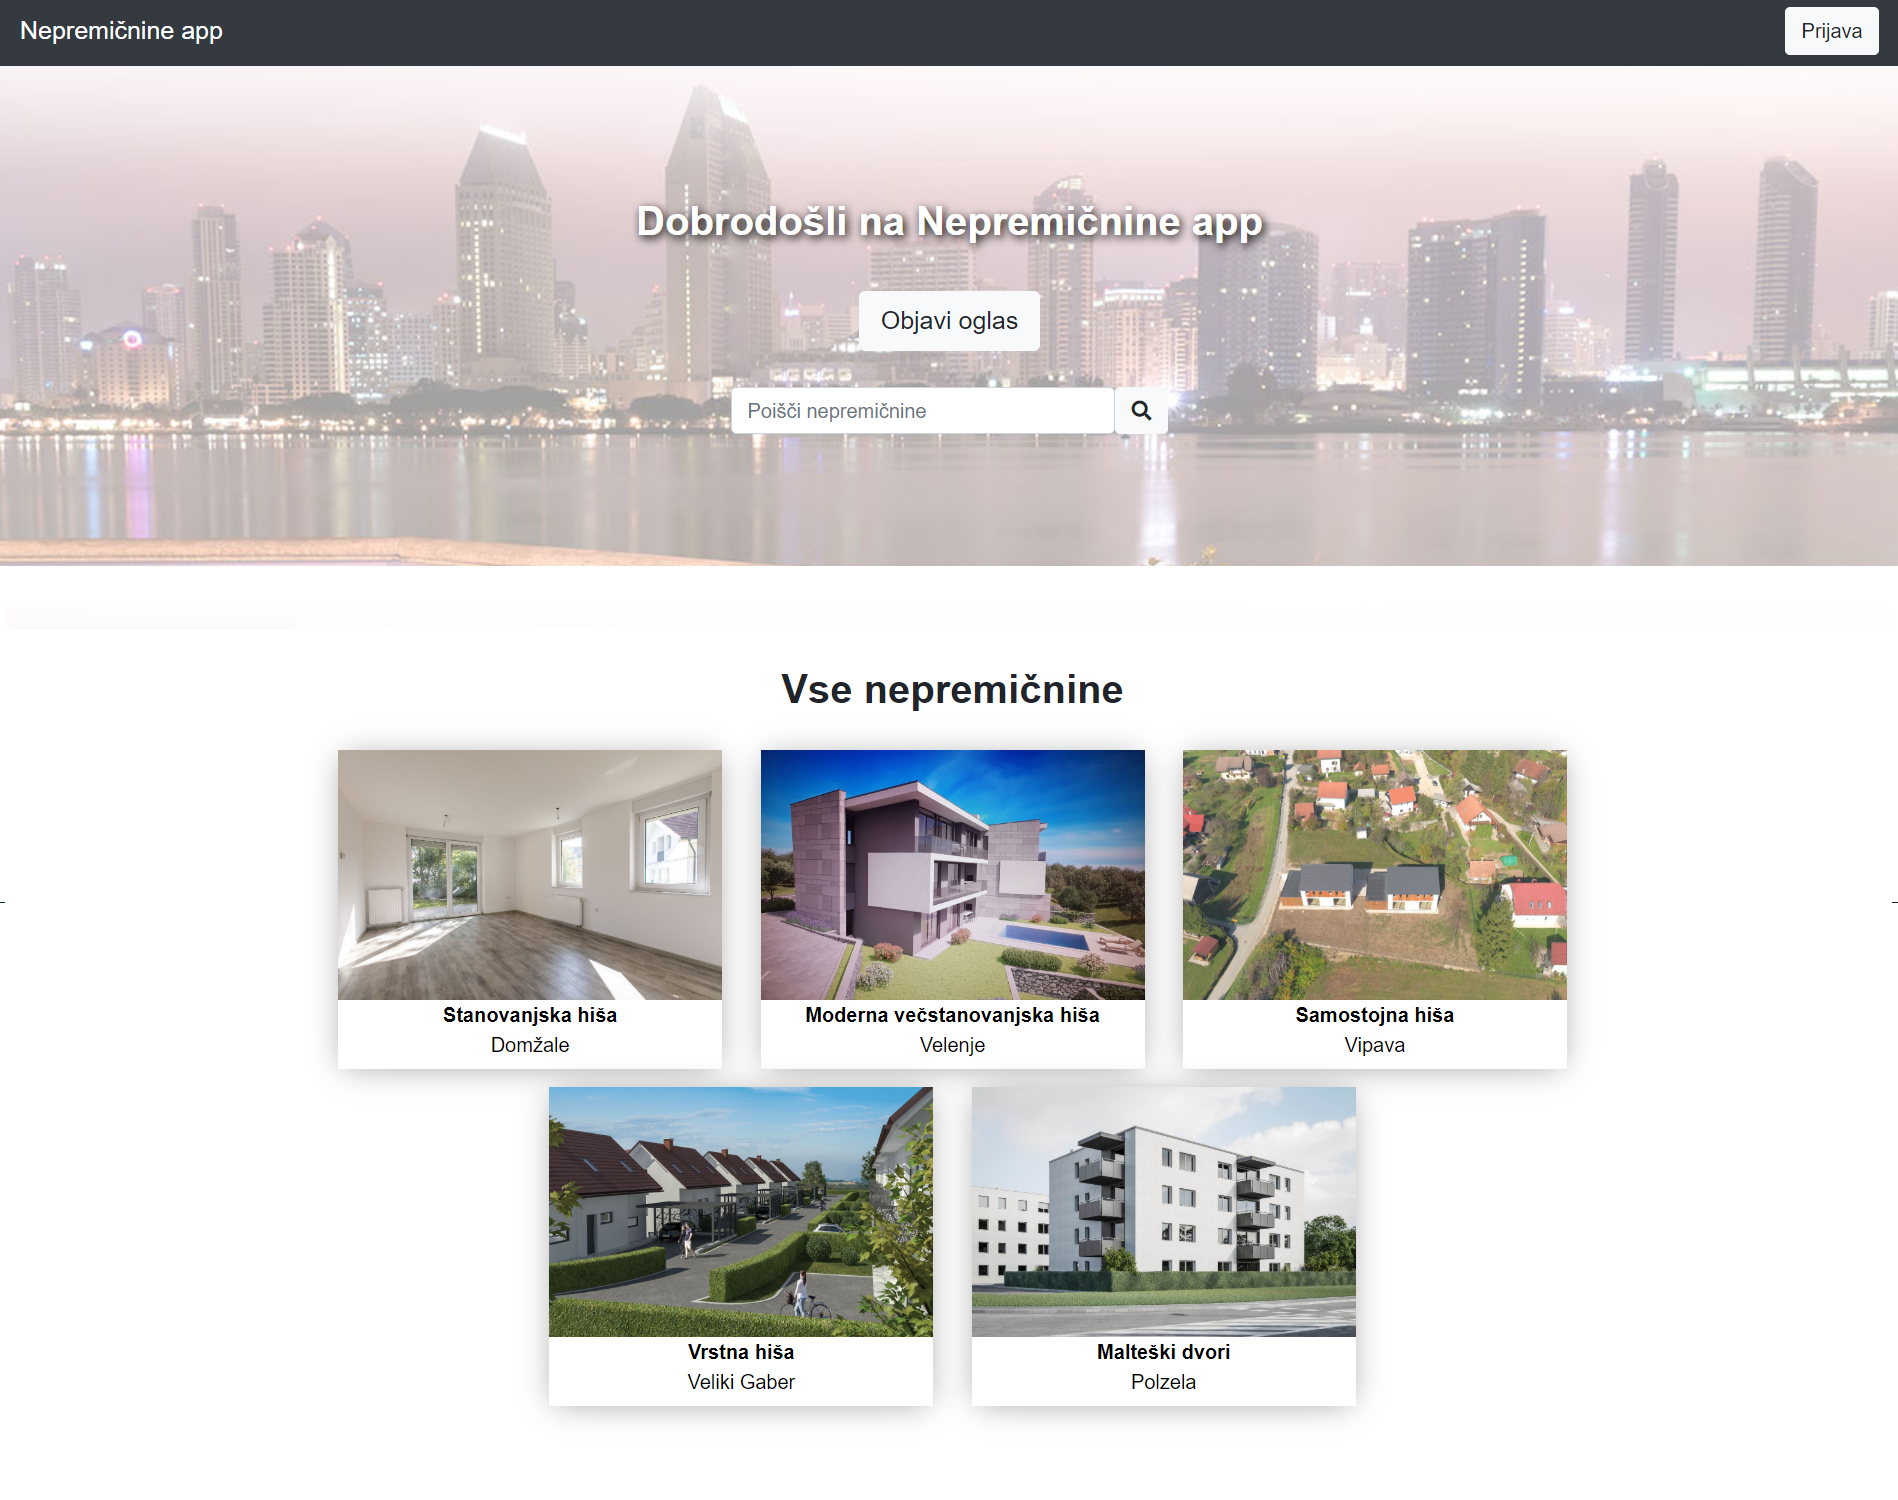 Nepremičnine app
Prijava
Dobrodošli na Nepremičnine app
Objavi oglas
Poišči nepremičnine
Vse nepremičnine
Stanovanjska hiša
Domžale
Moderna večstanovanjska hiša
Velenje
Samostojna hiša
Vipava
Vrstna hiša
Veliki Gaber
Malteški dvori
Polzela